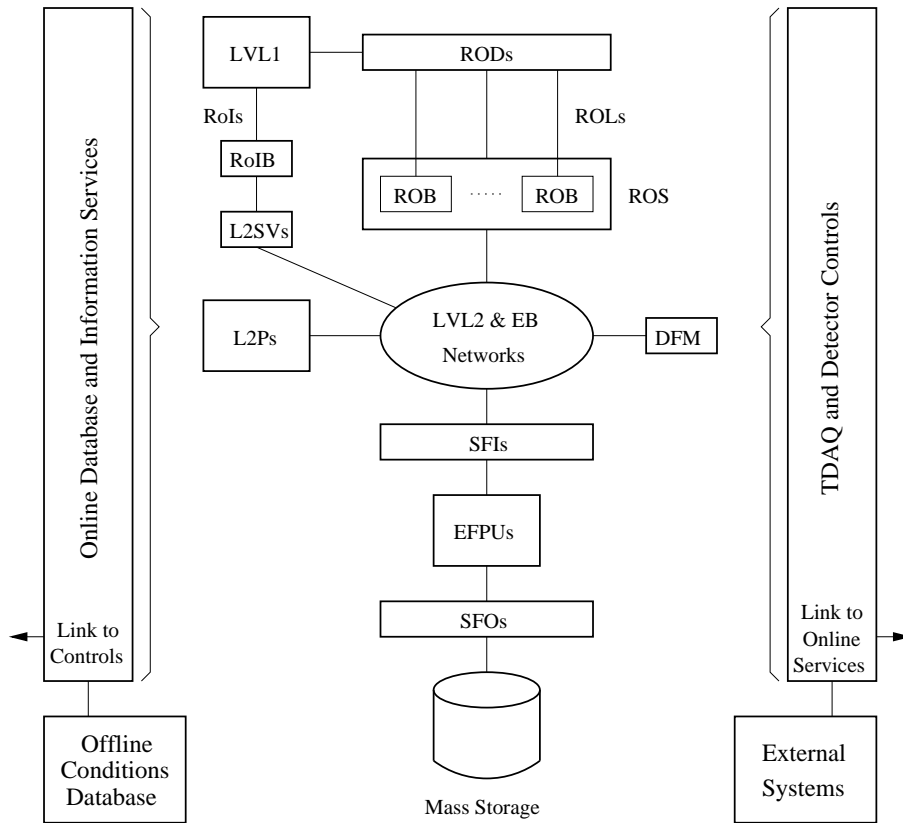 Online Database and Information Services
Link to
Controls
Offline
Conditions
Database
LVL1
RODs
RoIs
ROLs
RoIB
ROB
.....
ROB
ROS
L2SVs
L2Ps
LVL2 & EB
Networks
DFM
SFIs
EFPUs
SFOs
Mass Storage
TDAQ and Detector Controls
Link to
Online
Services
External
Systems